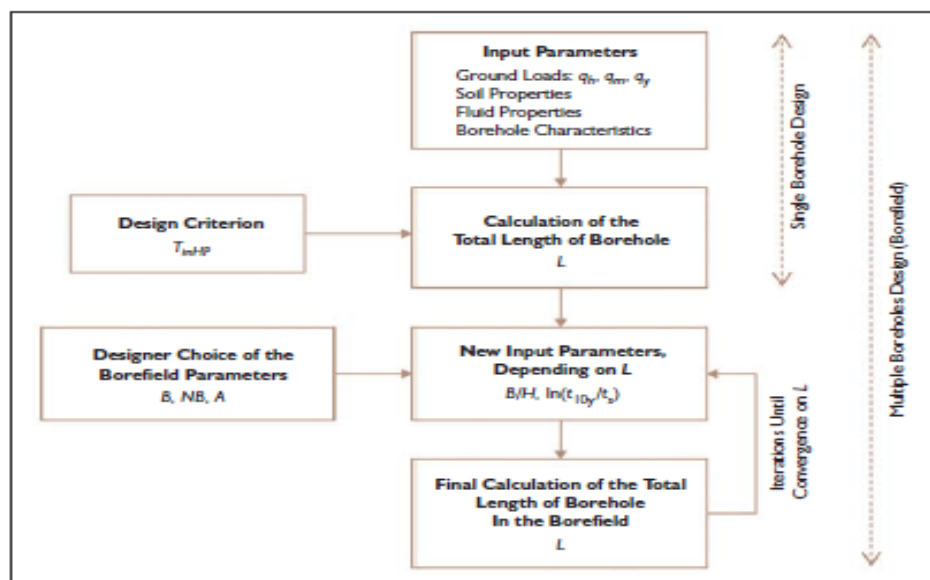 Input Parameters
Ground Loads: qh, qm, qy
Soil Properties
Fluid Properties
Borehole Characteristics
Single Borehole Design
Multiple Boreholes Design (Borefield)
Design Criterion
TinHP
Calculation of the
Total Length of Borehole
L
Designer Choice of the
Borefield Parameters
B, NB, A
New Input Parameters,
Depending on L
B/H, ln(t10y/ts)
Iterations Until
Convergence on L
Final Calculation of the Total
Length of Borehole
In the Borefield
L